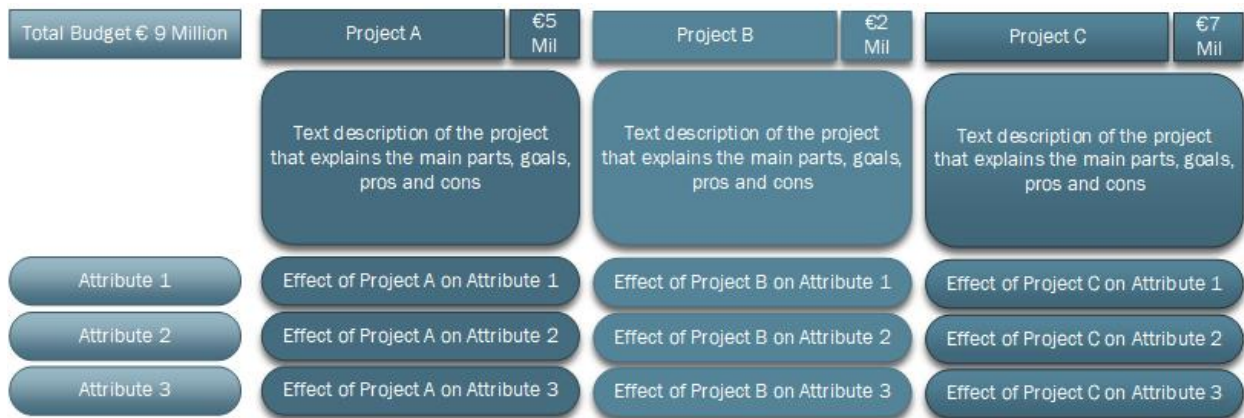 Total Budget € 9 Million
Project A
€5
Mil
Project B
€2
Mil
Project C
€7
Mil
Text description of the project
that explains the main parts, goals,
pros and cons
Text description of the project
that explains the main parts, goals,
pros and cons
Text description of the project
that explains the main parts, goals,
pros and cons
Attribute 1
Effect of Project A on Attribute 1
Effect of Project B on Attribute 1
Effect of Project C on Attribute 1
Attribute 2
Effect of Project A on Attribute 2
Effect of Project B on Attribute 2
Effect of Project C on Attribute 2
Attribute 3
Effect of Project A on Attribute 3
Effect of Project B on Attribute 3
Effect of Project C on Attribute 3